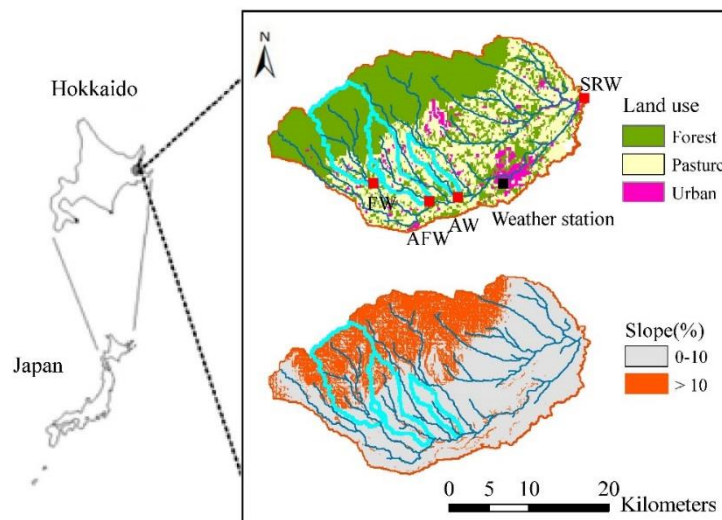 Hokkaido
Japan
N
SRW
FW
AFW
AW
Weather station
Land use
Forest
Pasture
Urban
Slope(%)
0-10
> 10
0 5 10 20
Kilometers